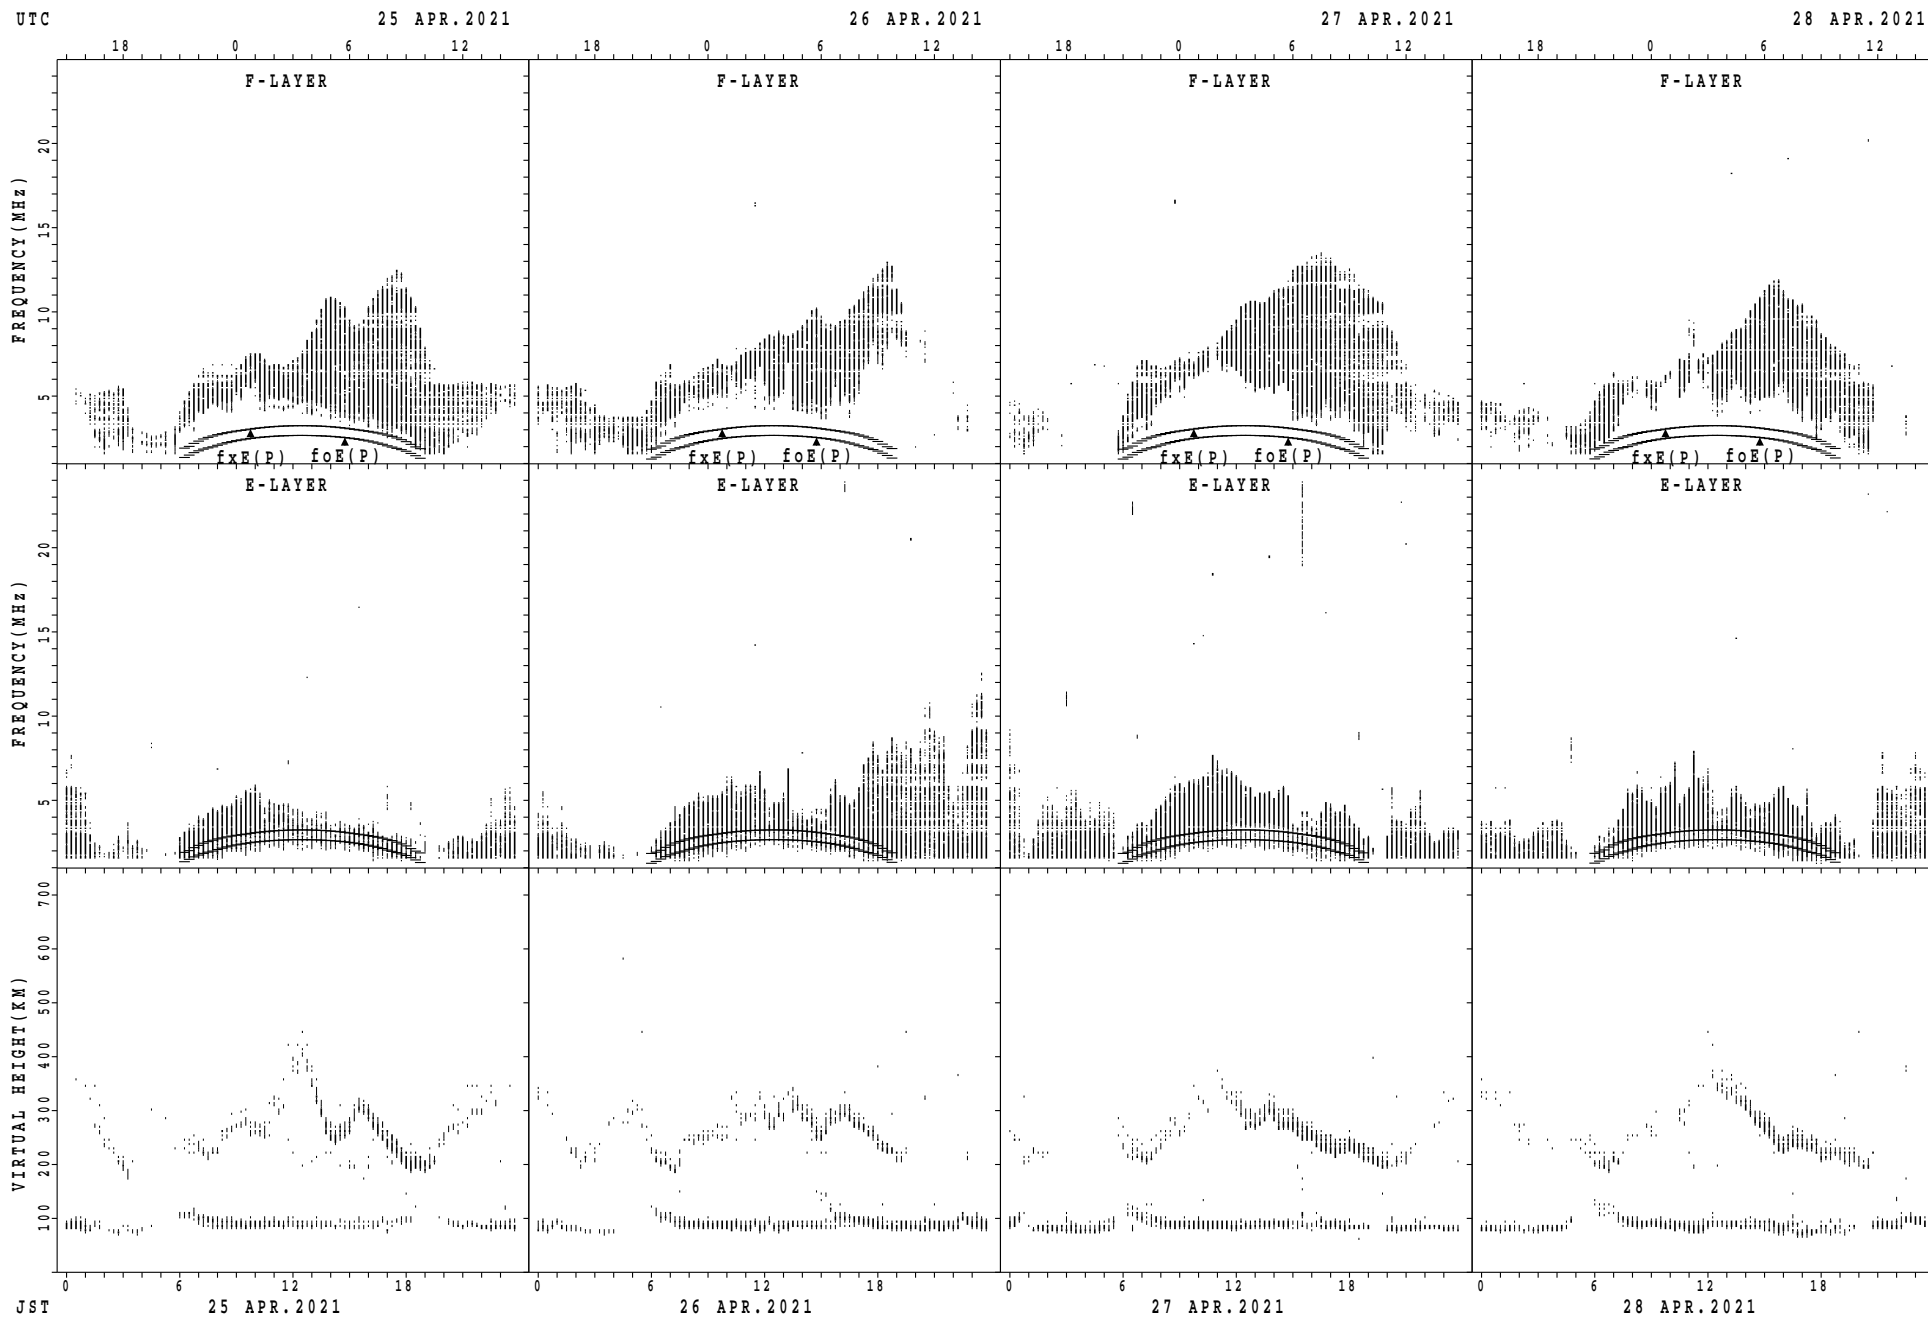 UTC 25 APR.2021 26 APR.2021 27 APR.2021 28 APR.2021
18 0 6 12 18 0 6 12 18 0 6 12 18 0 6 12
F-LAYER F-LAYER F-LAYER F-LAYER
FREQUENCY(MHz)
20
15
10
5
fxE(P) foE(P) fxE(P) foE(P) fxE(P) foE(P) fxE(P) foE(P)
E-LAYER E-LAYER E-LAYER E-LAYER
FREQUENCY(MHz)
20
15
10
5
VIRTUAL HEIGHT(KM)
700
600
500
400
300
200
100
0 6 12 18 0 6 12 18 0 6 12 18 0 6 12 18
JST 25 APR.2021 26 APR.2021 27 APR.2021 28 APR.2021